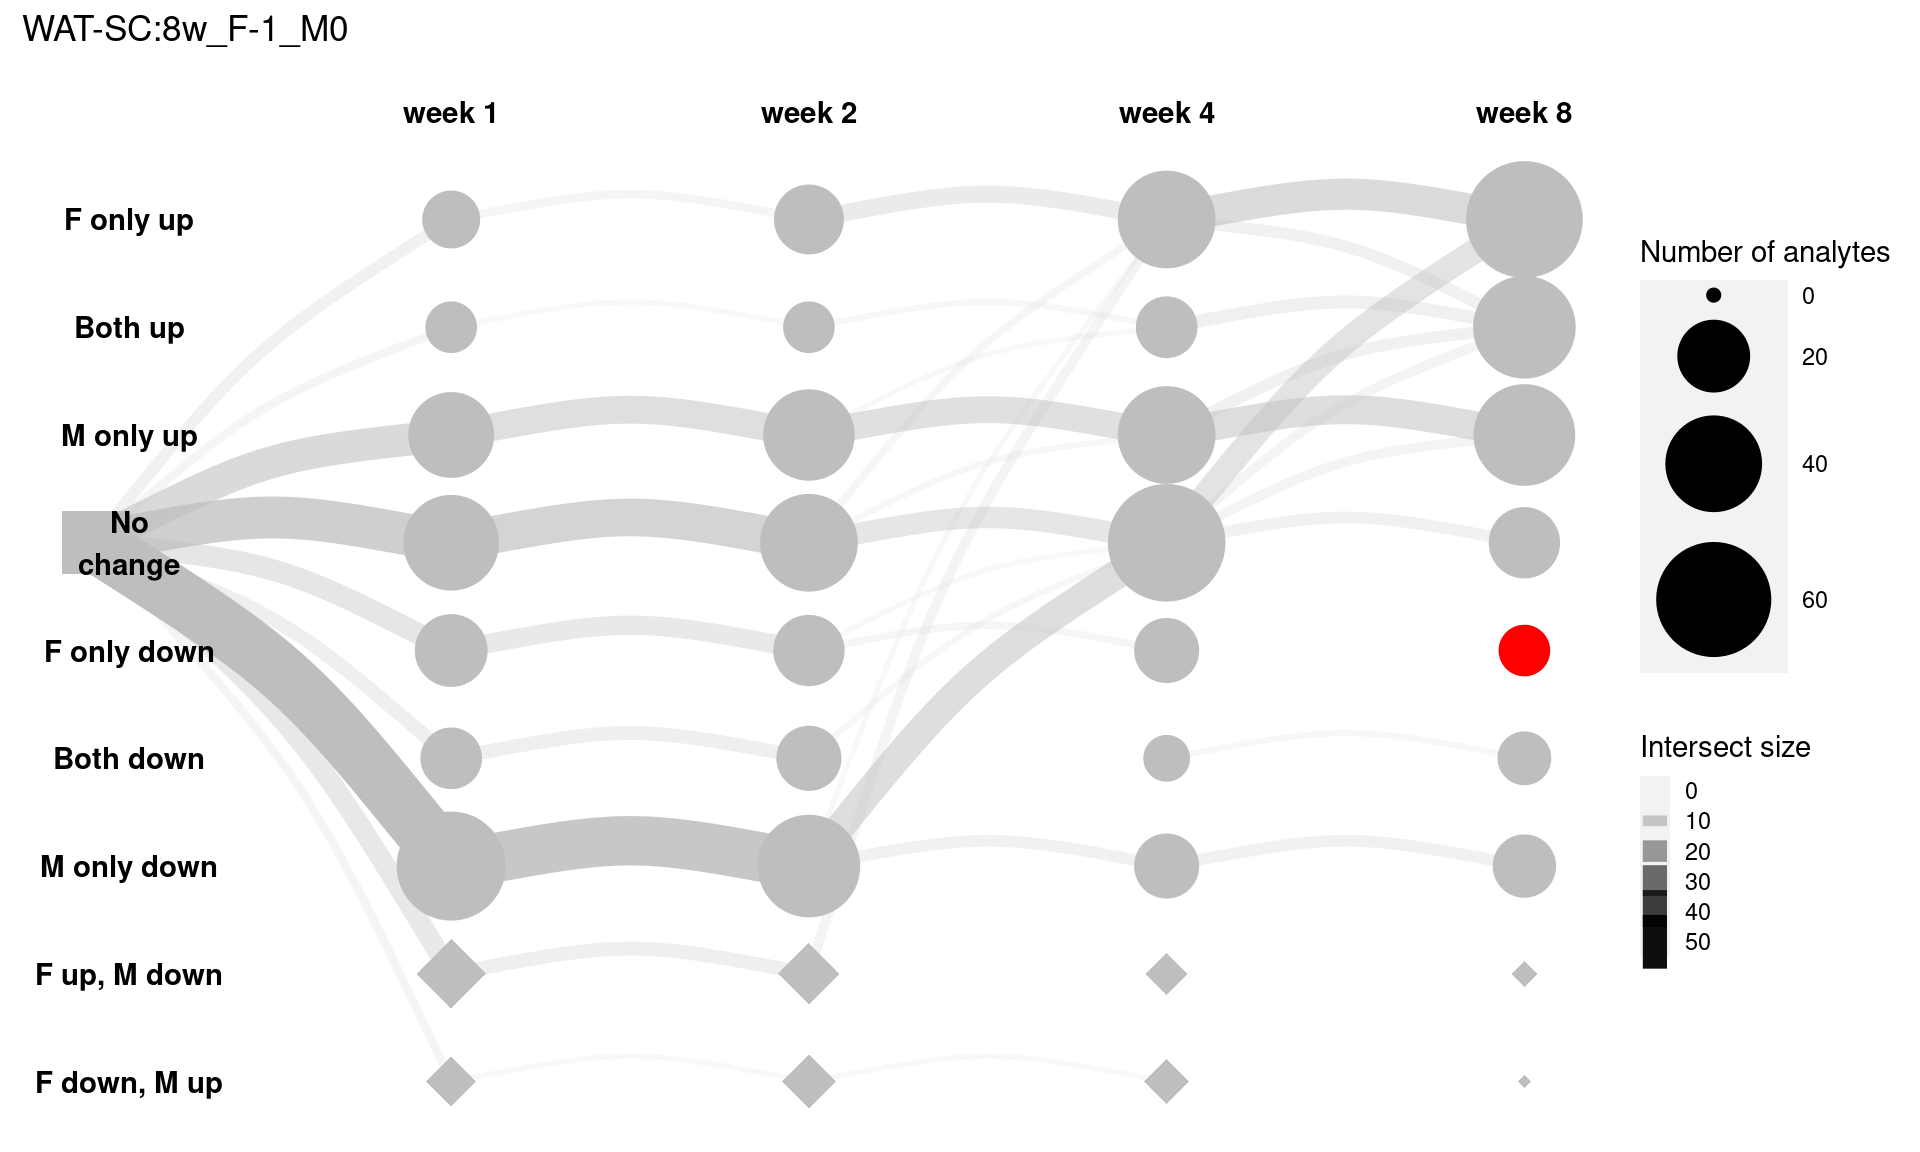 WAT-SC:8w_F-1_M0
week 1
week 2
week 4
week 8
F only up
Both up
M only up
No
change
F only down
Both down
M only down
F up, M down
F down, M up
Number of analytes
0
20
40
60
Intersect size
0
10
20
30
40
50